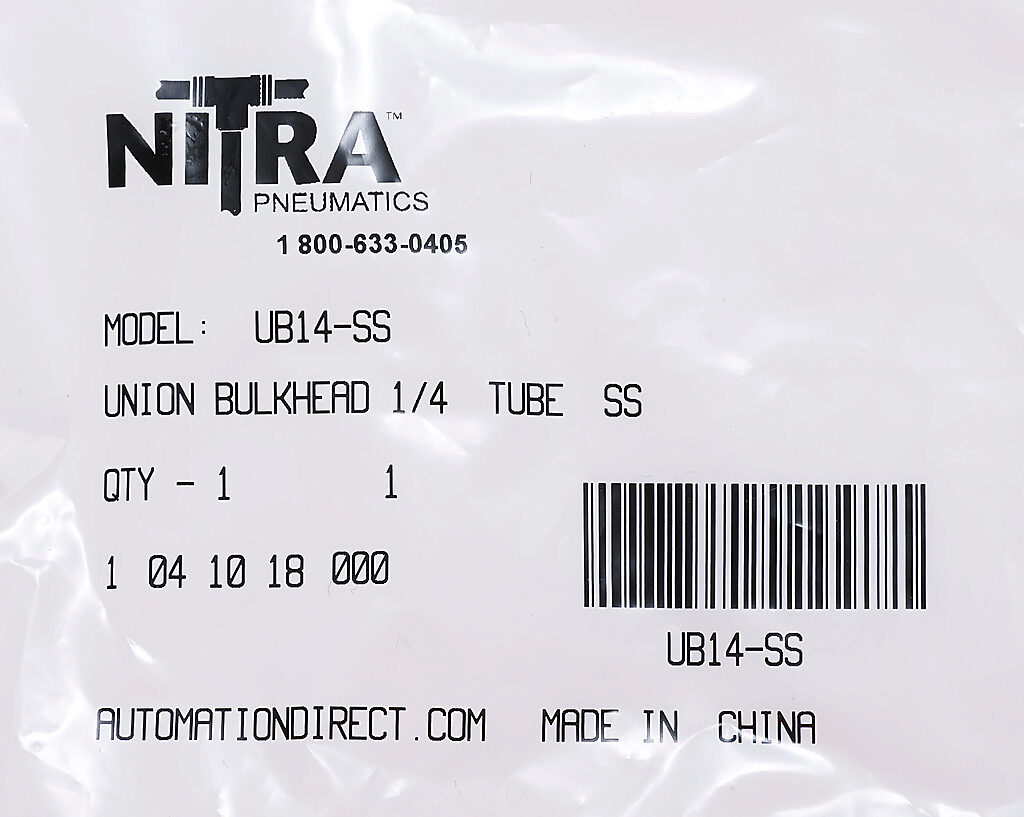 NITRA™
PNEUMATICS
1 800-633-0405
MODEL: UB14-SS
UNION BULKHEAD 1/4 TUBE SS
QTY - 1 1
1 04 10 18 000
UB14-SS
AUTOMATIONDIRECT.COM MADE IN CHINA